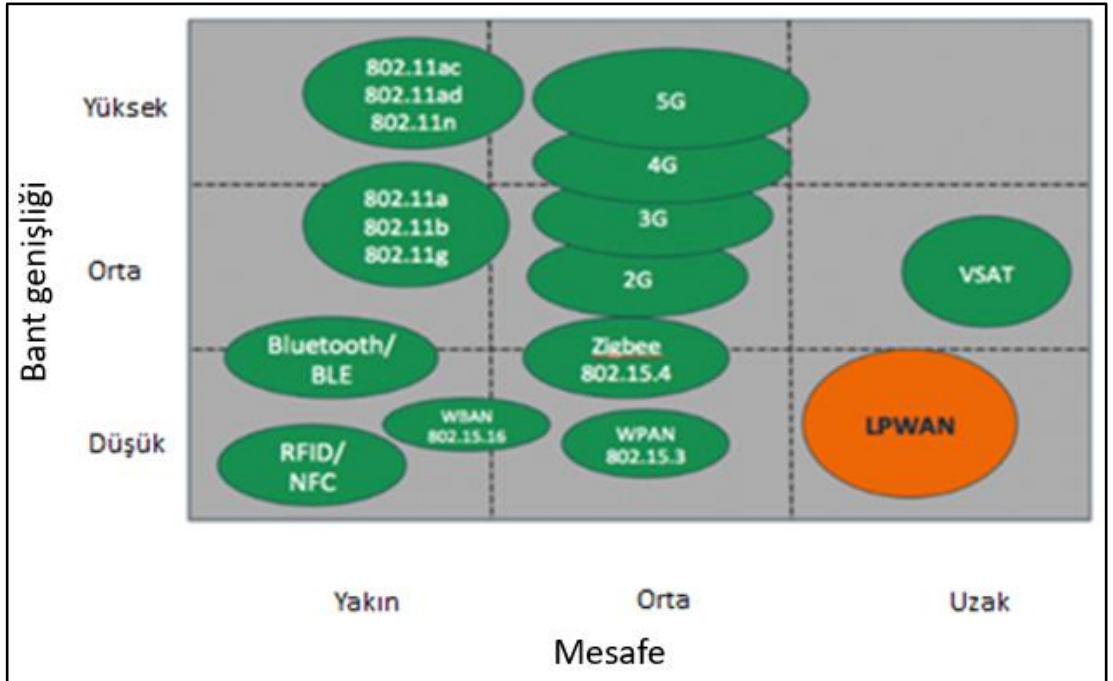 Bant genişliği
Yüksek
Orta
Düşük
802.11ac
802.11ad
802.11n
802.11a
802.11b
802.11g
Bluetooth/
BLE
WBAN
802.15.16
RFID/
NFC
5G
4G
3G
2G
Zigbee
802.15.4
WPAN
802.15.3
VSAT
LPWAN
Yakın
Orta
Uzak
Mesafe